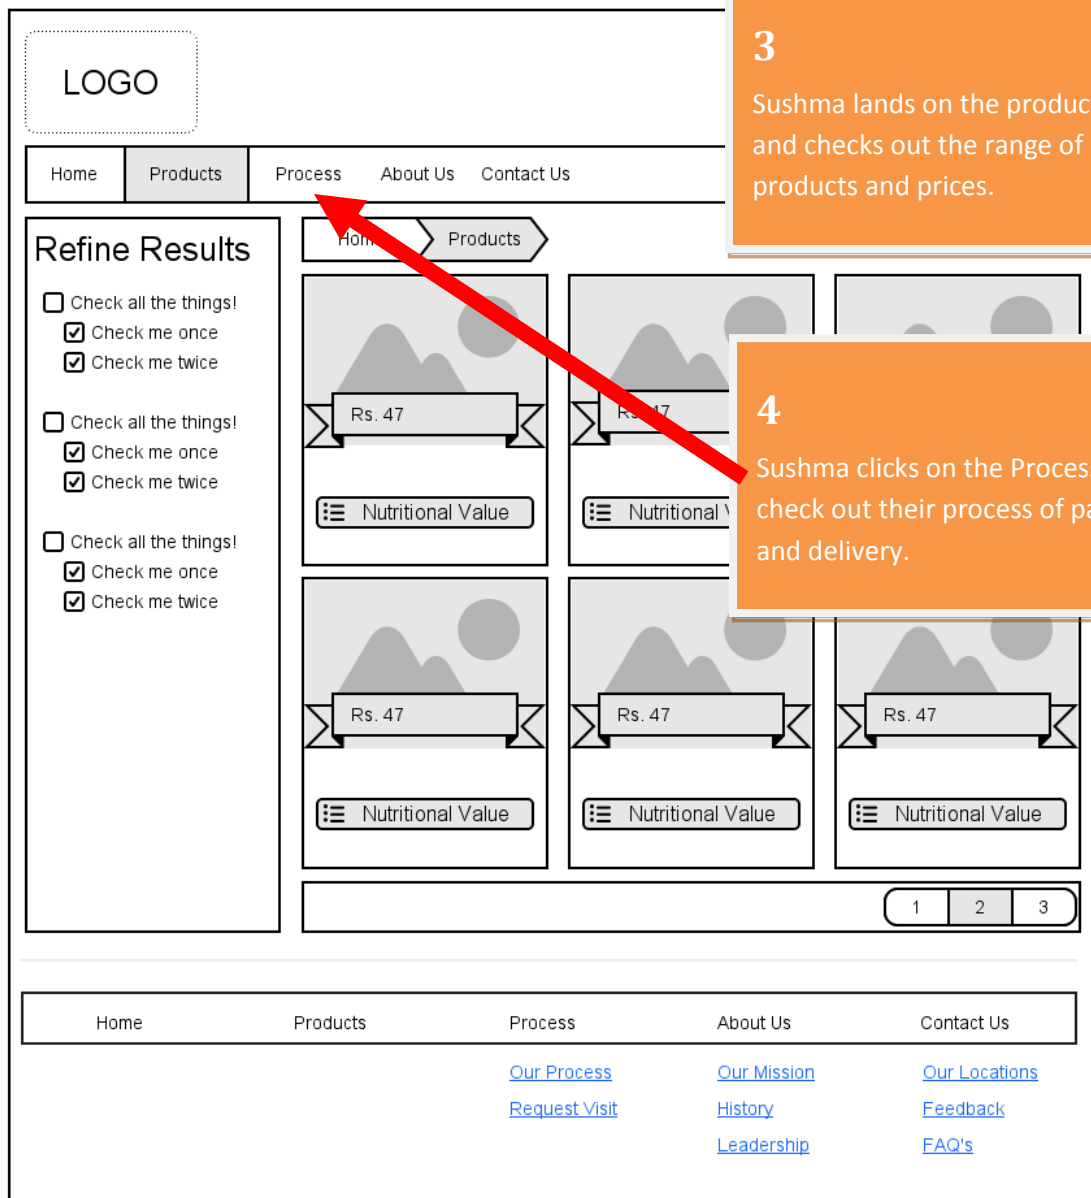 LOGO
3
Sushma lands on the
and checks out the range of
products and prices.
Home Products Process About Us Contact Us
Refine Results
Home Products
Check all the things!
Check me once
Check me twice
Check all the things!
Check me once
Check me twice
Check all the things!
Check me once
Check me twice
Rs. 47 Rs. 47
4
Sushma clicks on the
check out their process of
and delivery.
Nutritional Value Nutritional
Rs. 47 Rs. 47 Rs. 47
Nutritional Value Nutritional Value Nutritional Value
1 2 3
Home Products Process About Us Contact Us
Our Process Our Mission Our Locations
Request Visit History Feedback
Leadership FAQ's